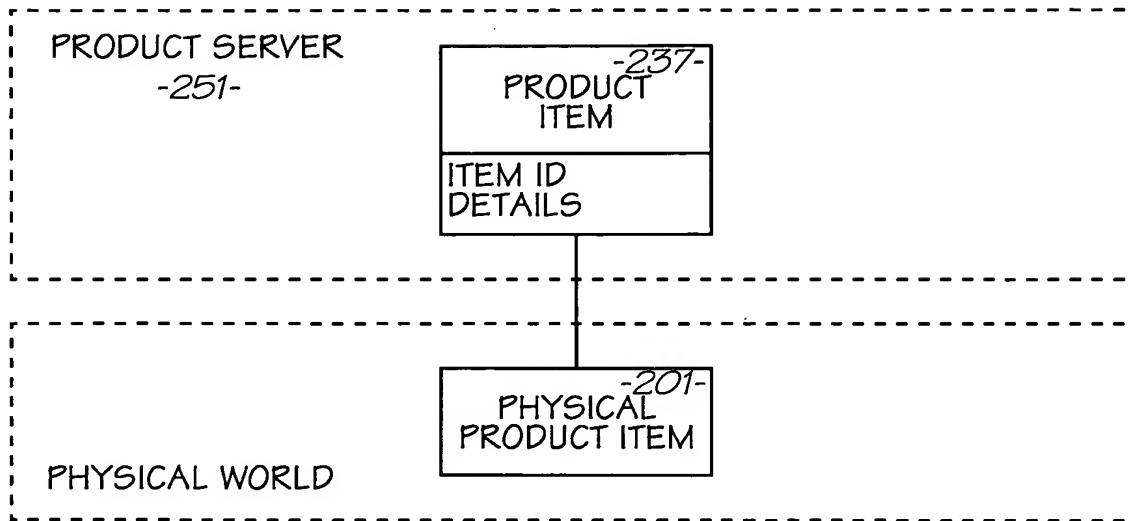 PRODUCT SERVER
-251-
-237-
PRODUCT
ITEM
ITEM ID
DETAILS
-201-
PHYSICAL
PRODUCT ITEM
PHYSICAL WORLD